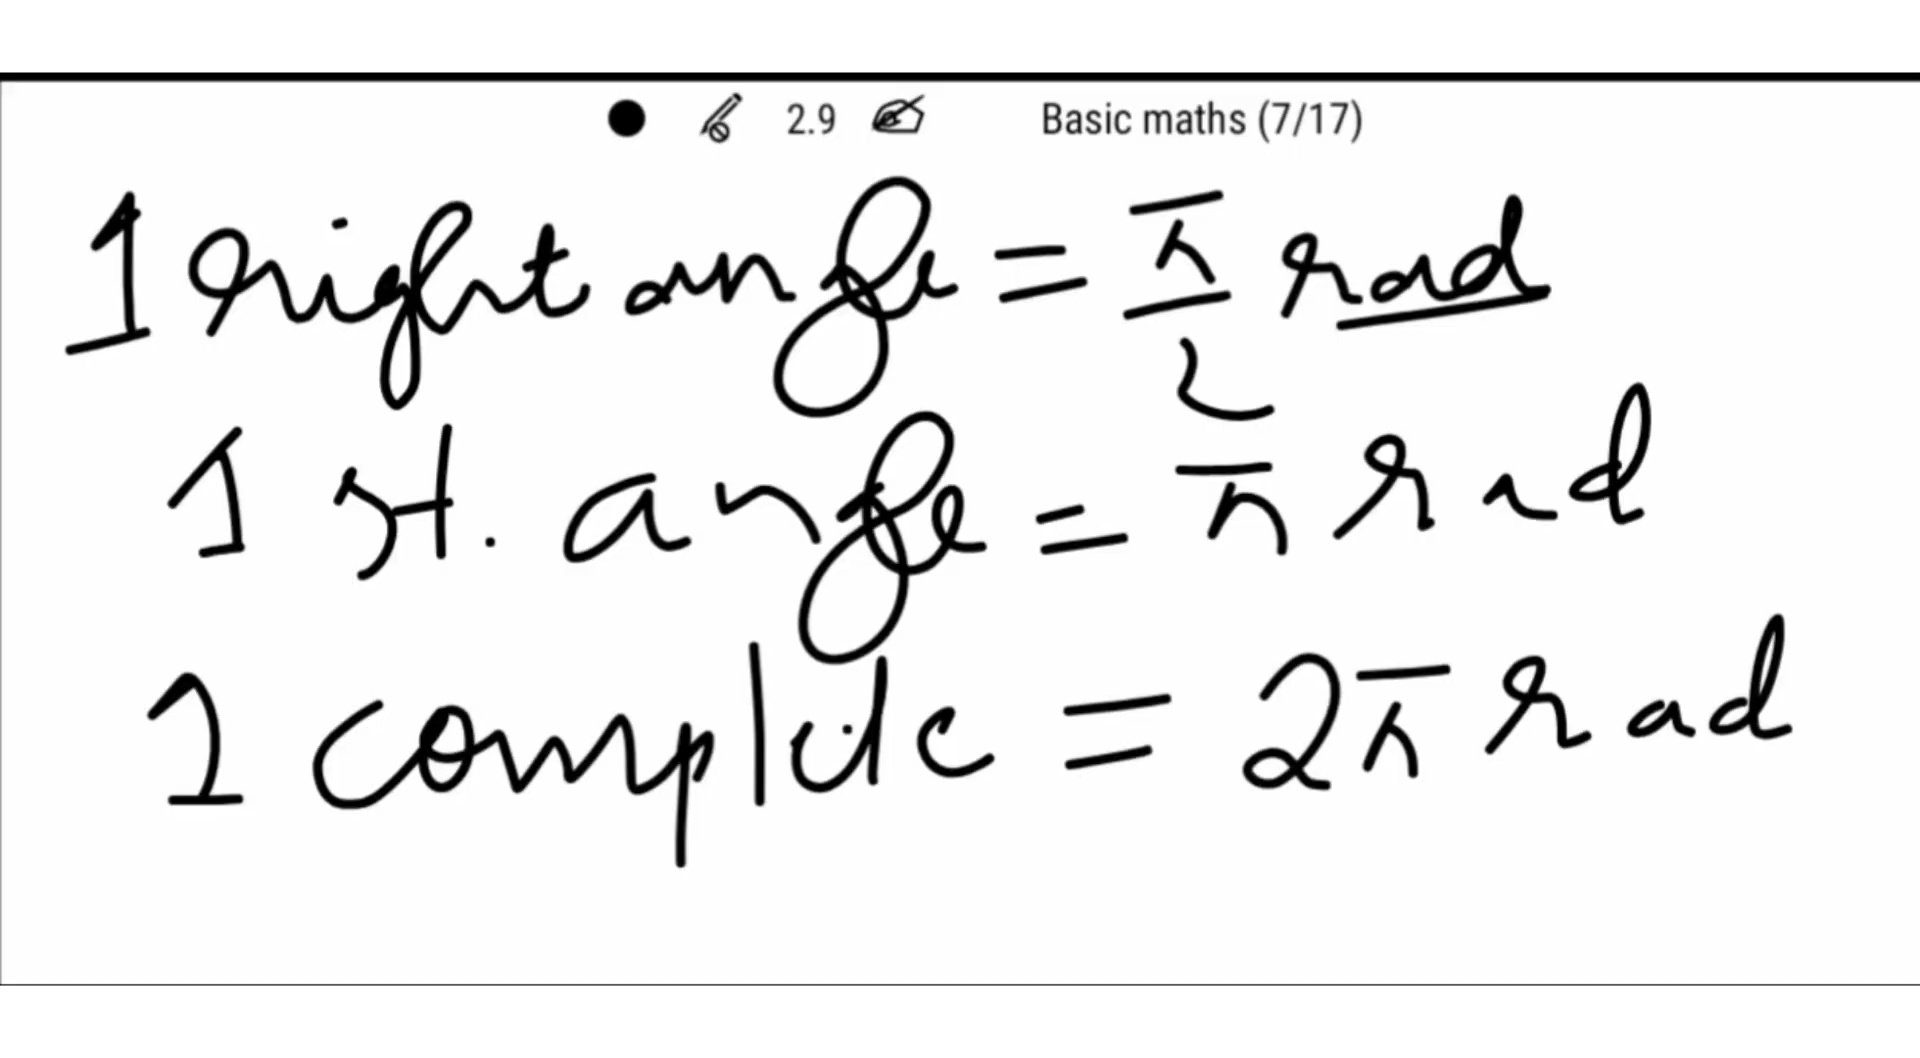 2.9 Basic maths (7/17)
1 right angle = π/2 rad
1 st. angle = π rad
1 complete = 2π rad